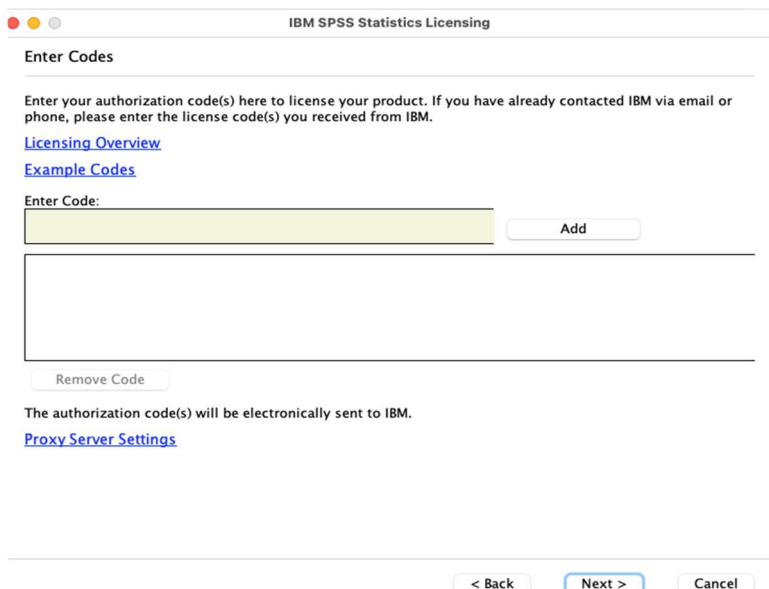 IBM SPSS Statistics Licensing
Enter Codes
Enter your authorization code(s) here to license your product. If you have already contacted IBM via email or
phone, please enter the license code(s) you received from IBM.
Licensing Overview
Example Codes
Enter Code:
Add
Remove Code
The authorization code(s) will be electronically sent to IBM.
Proxy Server Settings
< Back Next > Cancel